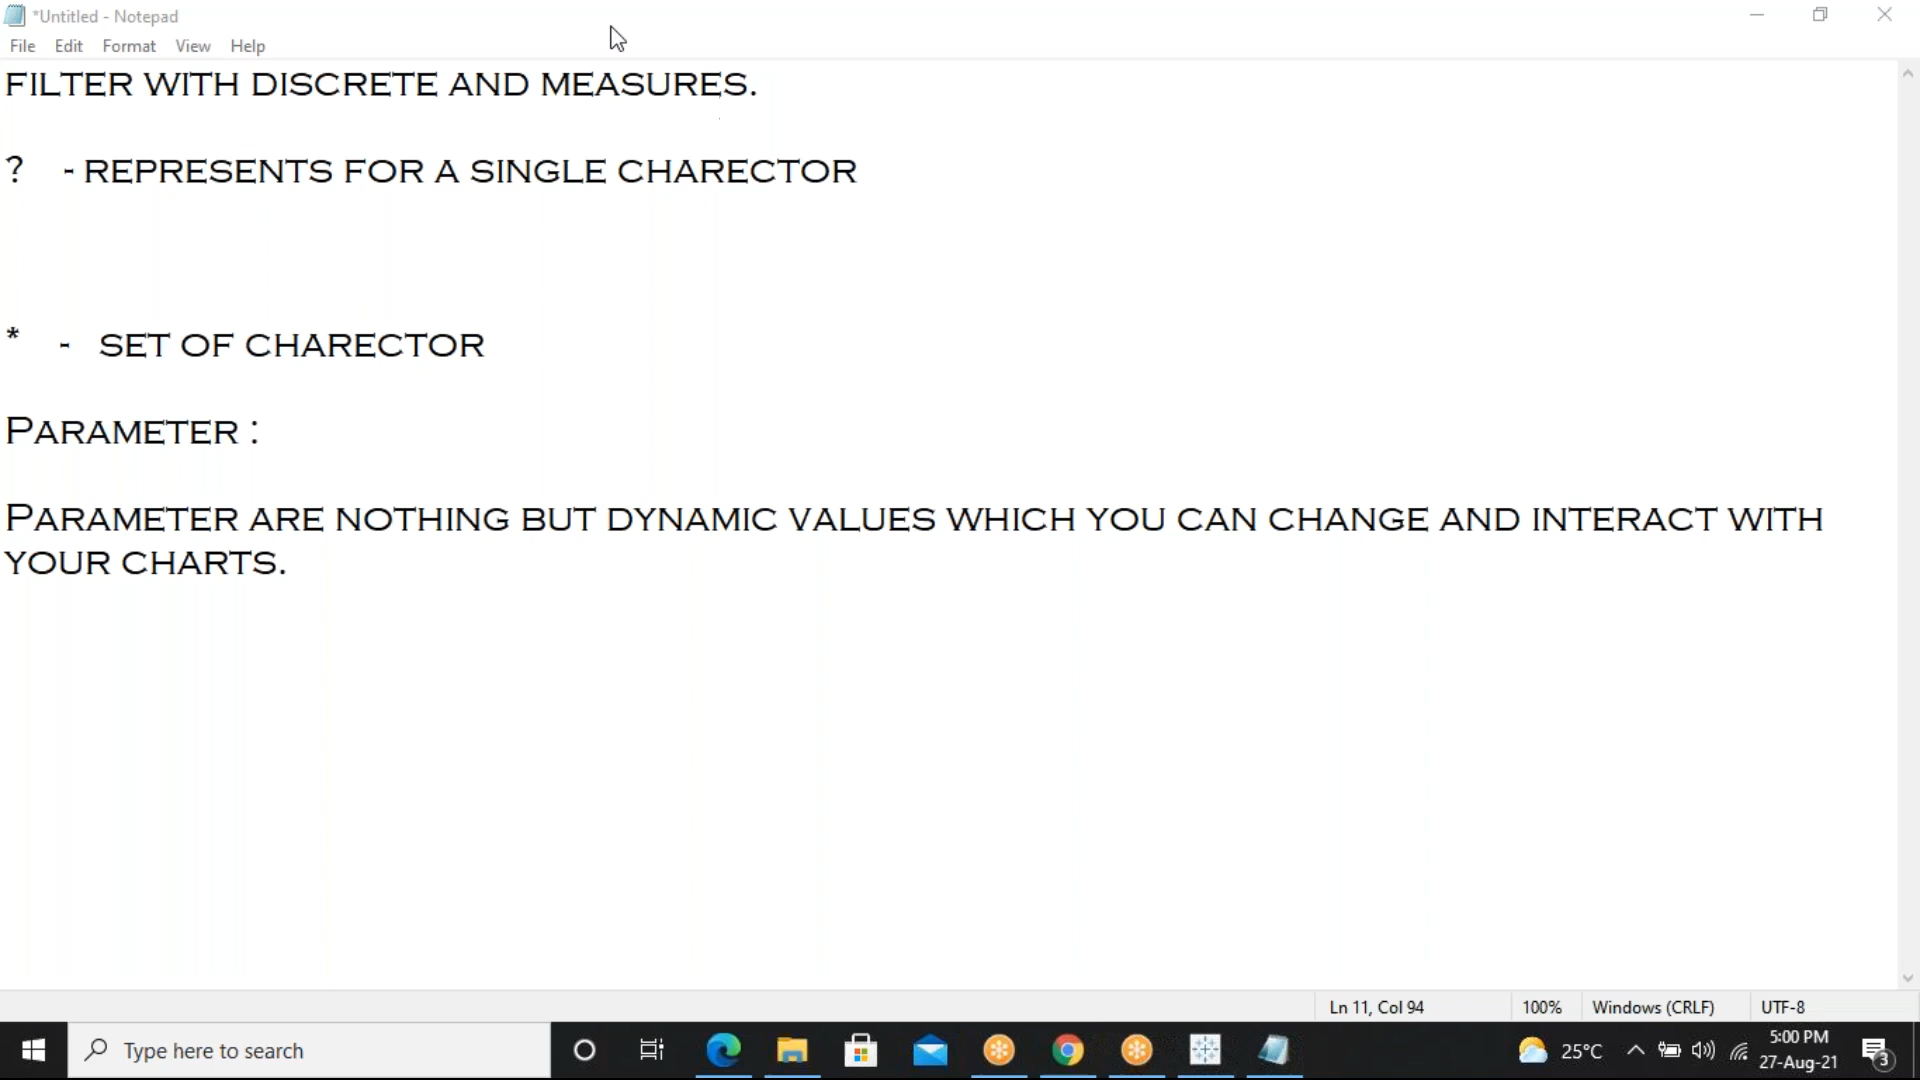 *Untitled - Notepad
File Edit Format View Help
FILTER WITH DISCRETE AND MEASURES.
? - REPRESENTS FOR A SINGLE CHARECTOR
* - SET OF CHARECTOR
PARAMETER :
PARAMETER ARE NOTHING BUT DYNAMIC VALUES WHICH YOU CAN CHANGE AND INTERACT WITH
YOUR CHARTS.
Ln 11, Col 94 100% Windows (CRLF) UTF-8
Type here to search
25°C
5:00 PM
27-Aug-21
3